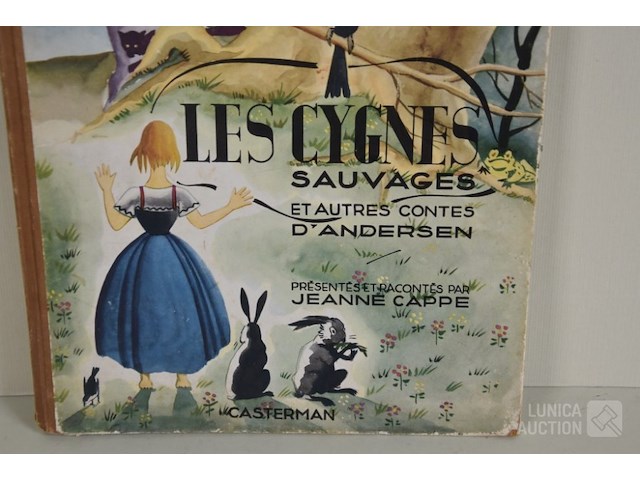 LES CYGNES
SAUVAGES
ET AUTRES CONTES
D'ANDERSEN
PRÉSENTÉS ET RACONTÉS PAR
JEANNE CAPPE
CASTERMAN
LUNICA
AUCTION